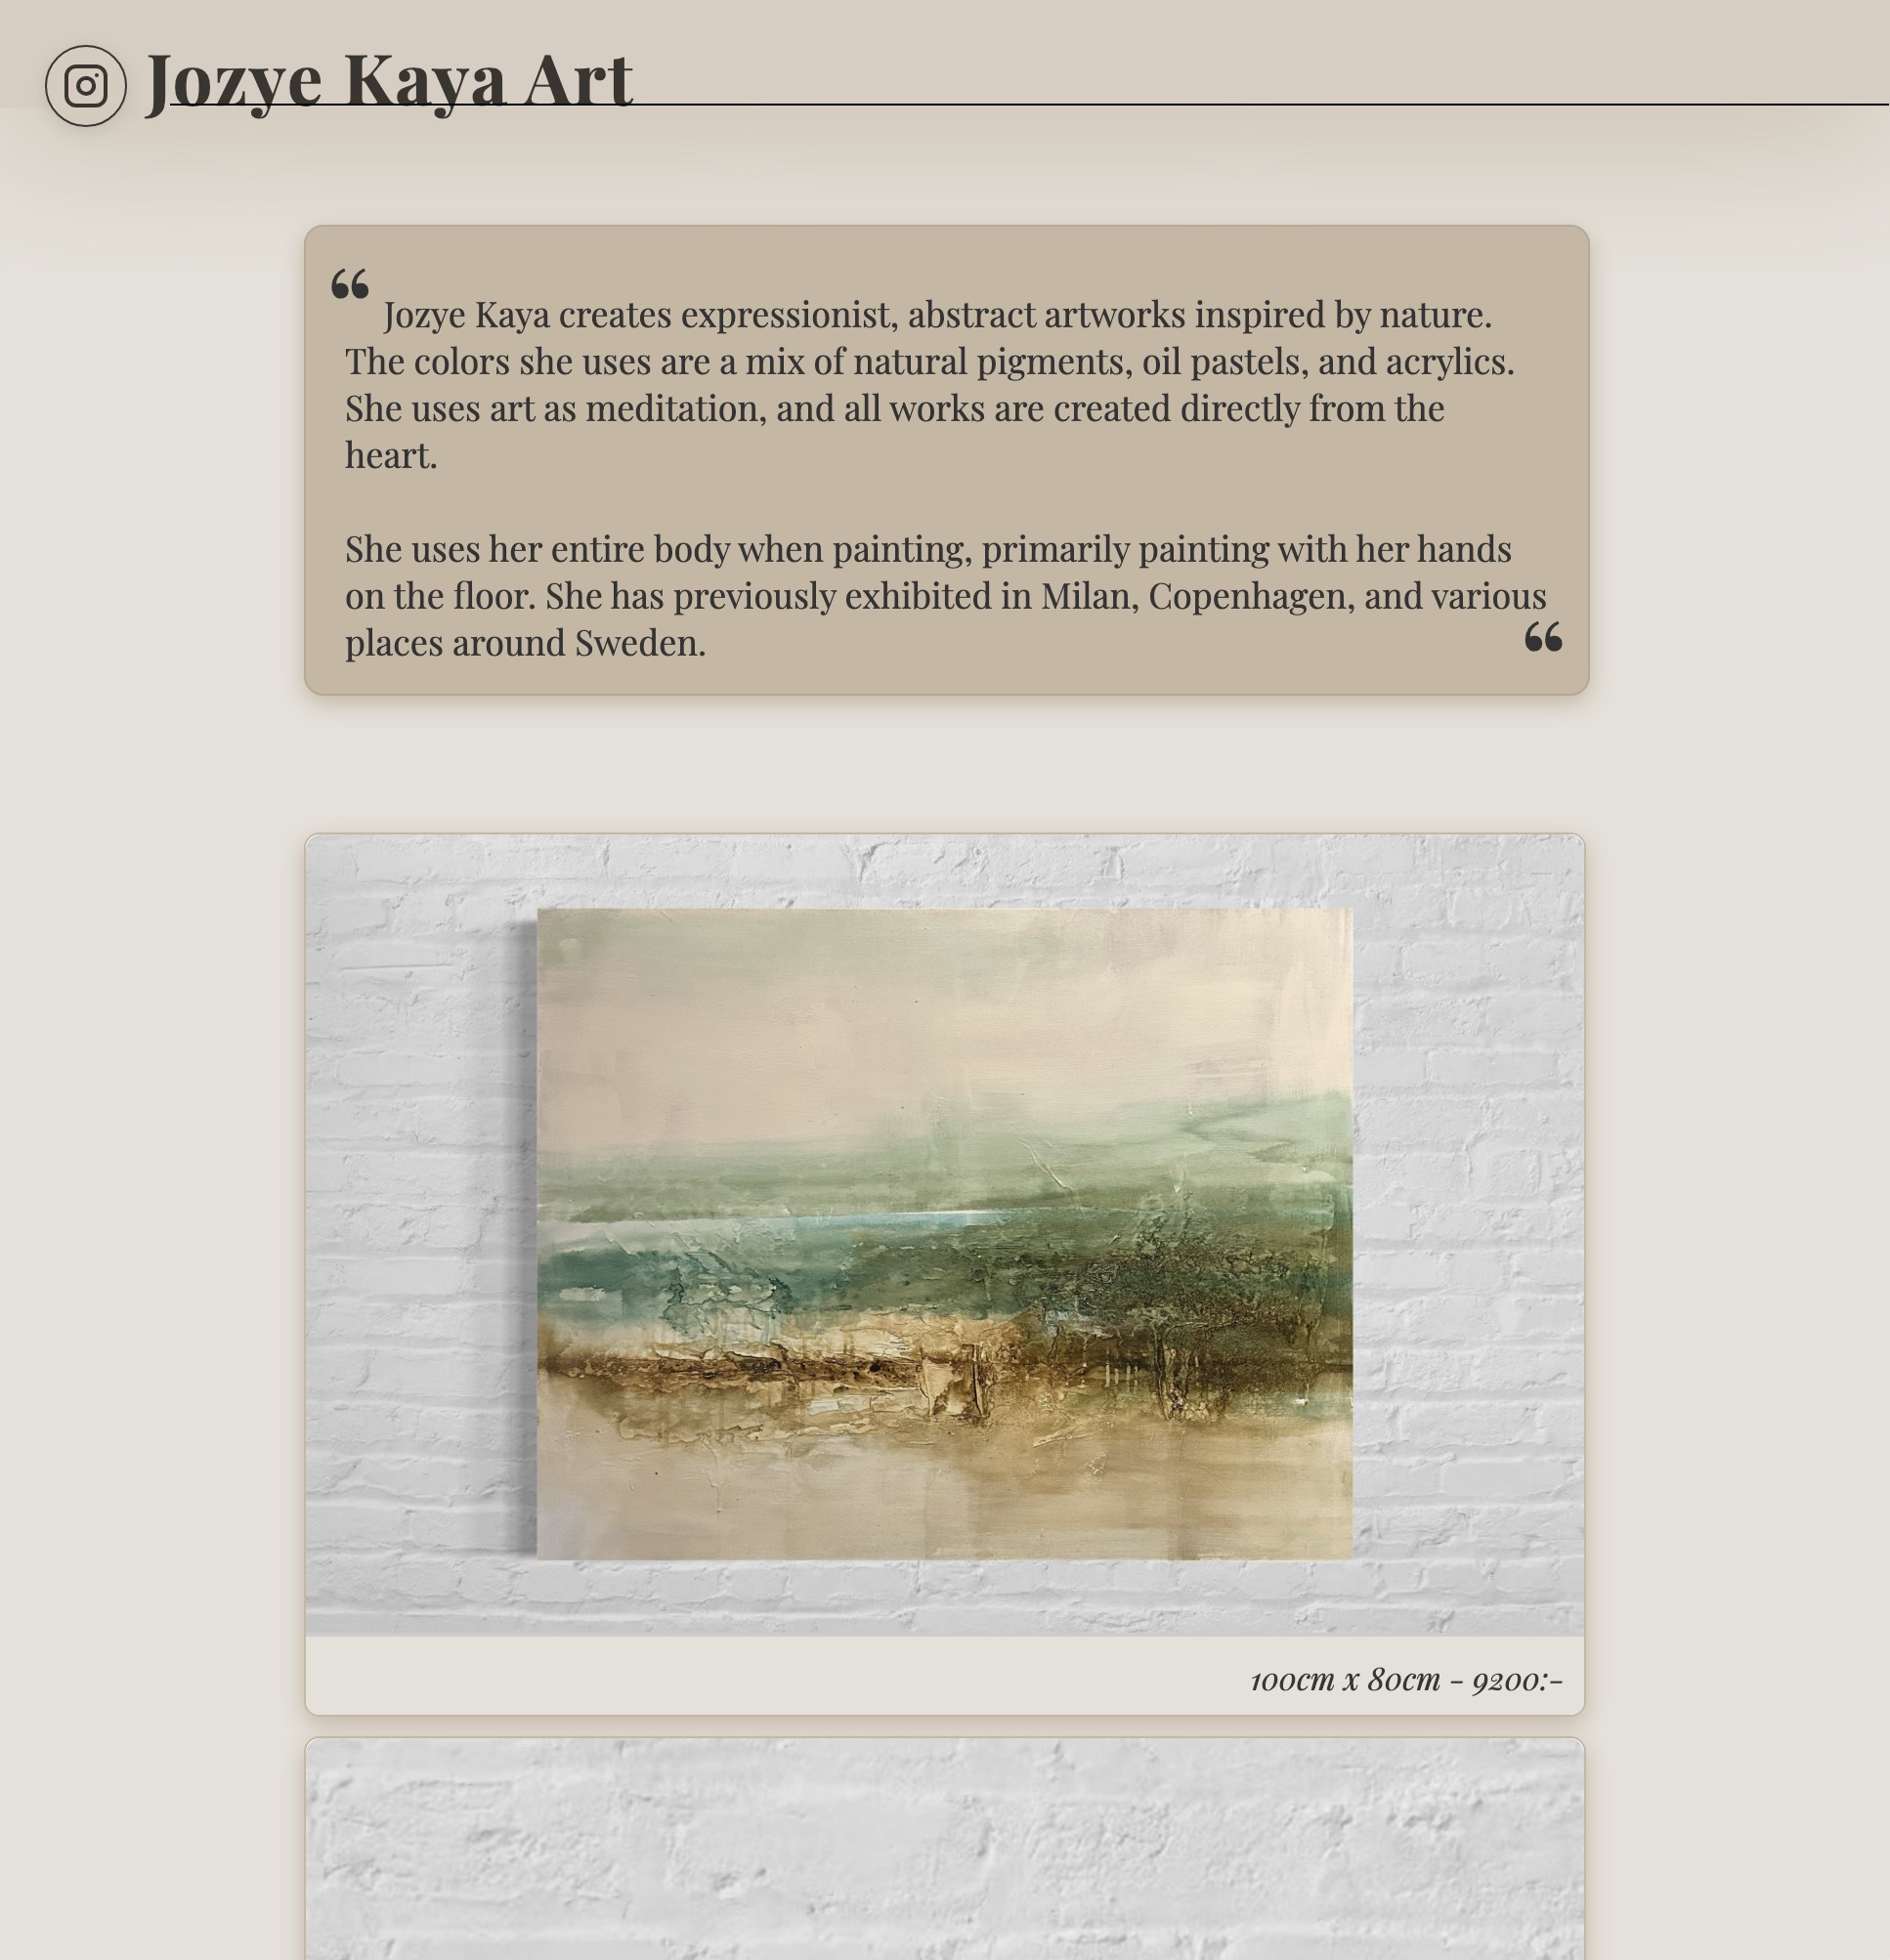 Jozye Kaya Art
“
Jozye Kaya creates expressionist, abstract artworks inspired by nature.
The colors she uses are a mix of natural pigments, oil pastels, and acrylics.
She uses art as meditation, and all works are created directly from the
heart.
She uses her entire body when painting, primarily painting with her hands
on the floor. She has previously exhibited in Milan, Copenhagen, and various
places around Sweden.
“
100cm x 80cm - 9200:-